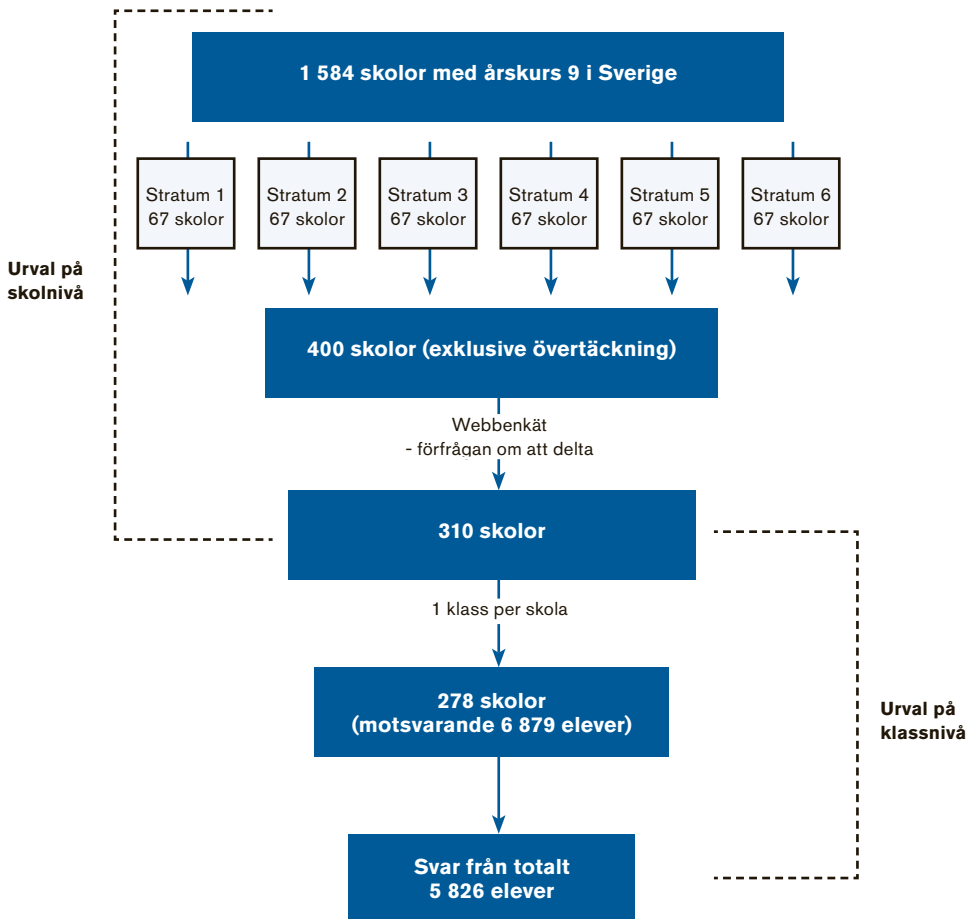 1 584 skolor med årskurs 9 i Sverige
Stratum 1
67 skolor
Stratum 2
67 skolor
Stratum 3
67 skolor
Stratum 4
67 skolor
Stratum 5
67 skolor
Stratum 6
67 skolor
Urval på
skolnivå
400 skolor (exklusive övertäckning)
Webbenkät
- förfrågan om att delta
310 skolor
1 klass per skola
278 skolor
(motsvarande 6 879 elever)
Urval på
klassnivå
Svar från totalt
5 826 elever